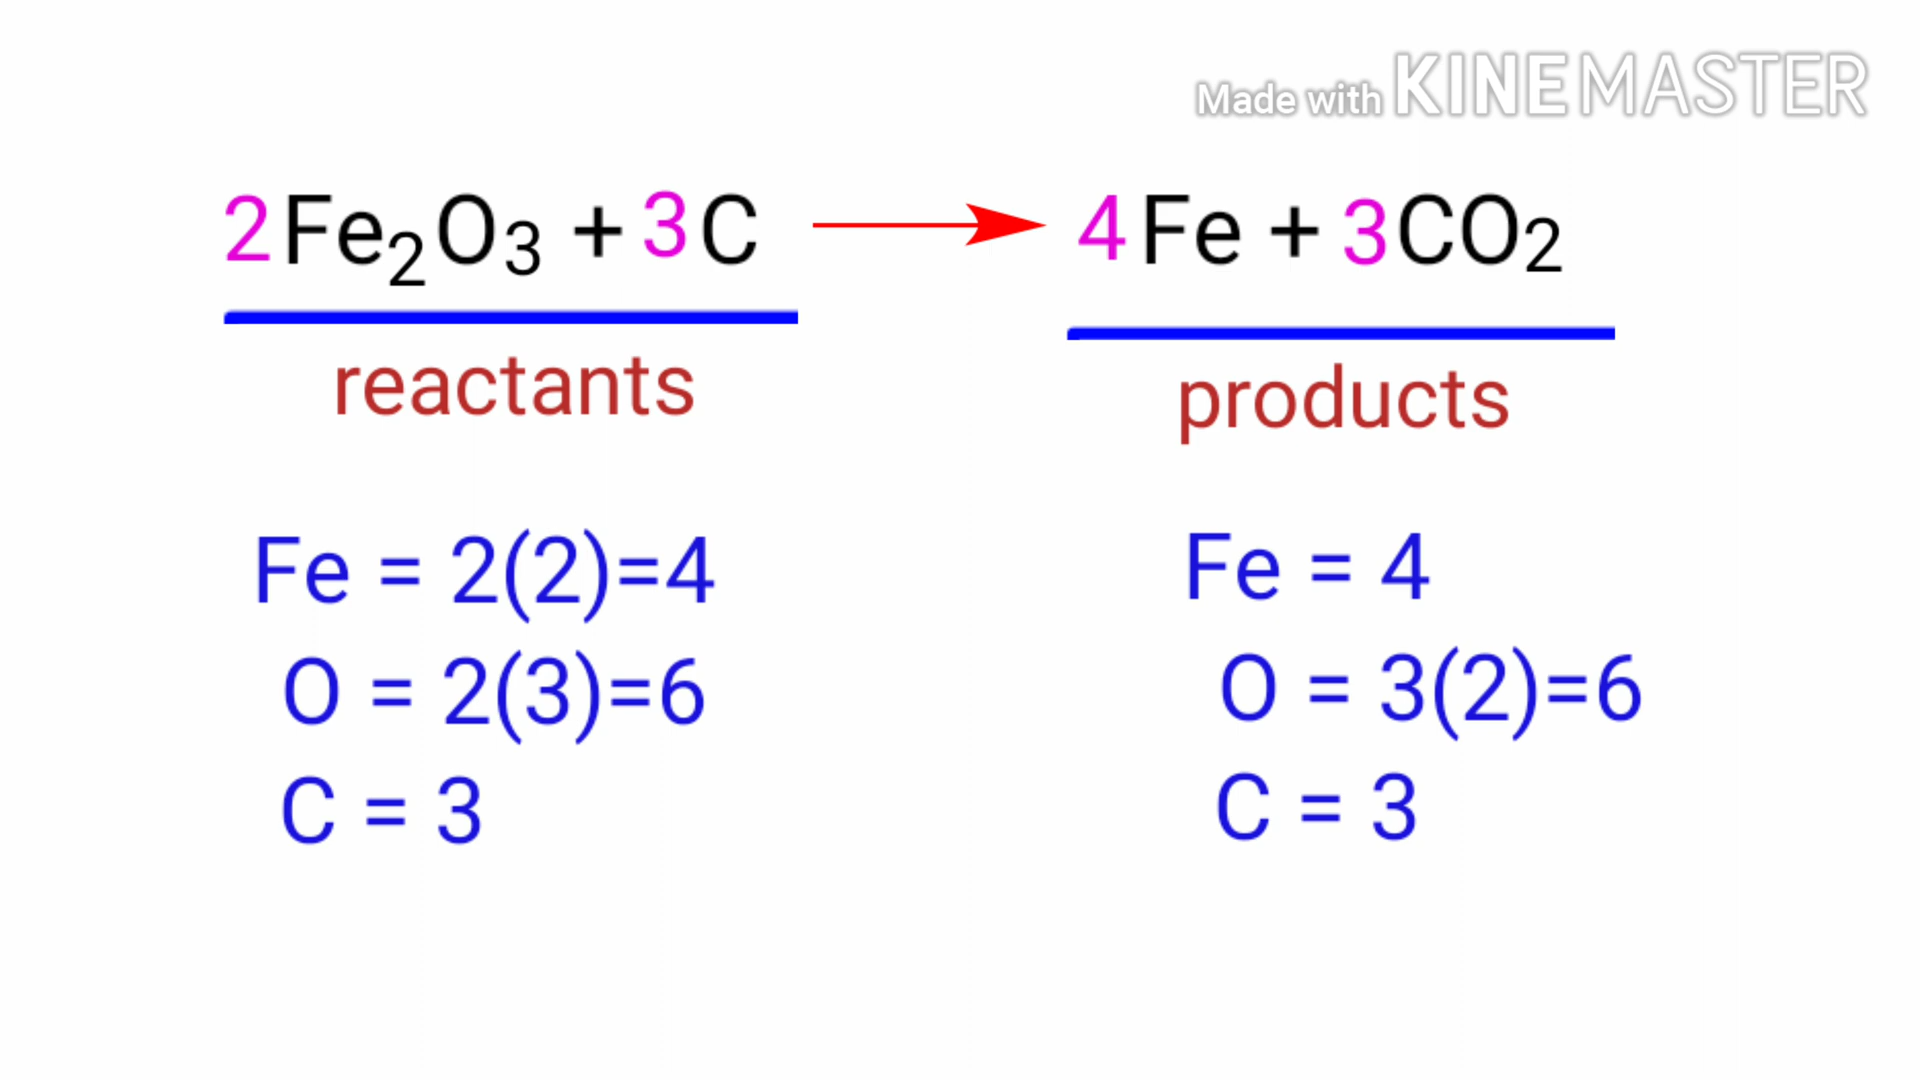 Made with KINEMASTER
2Fe₂O₃ + 3C → 4Fe + 3CO₂
reactants
products
Fe = 2(2)=4
O = 2(3)=6
C = 3
Fe = 4
O = 3(2)=6
C = 3